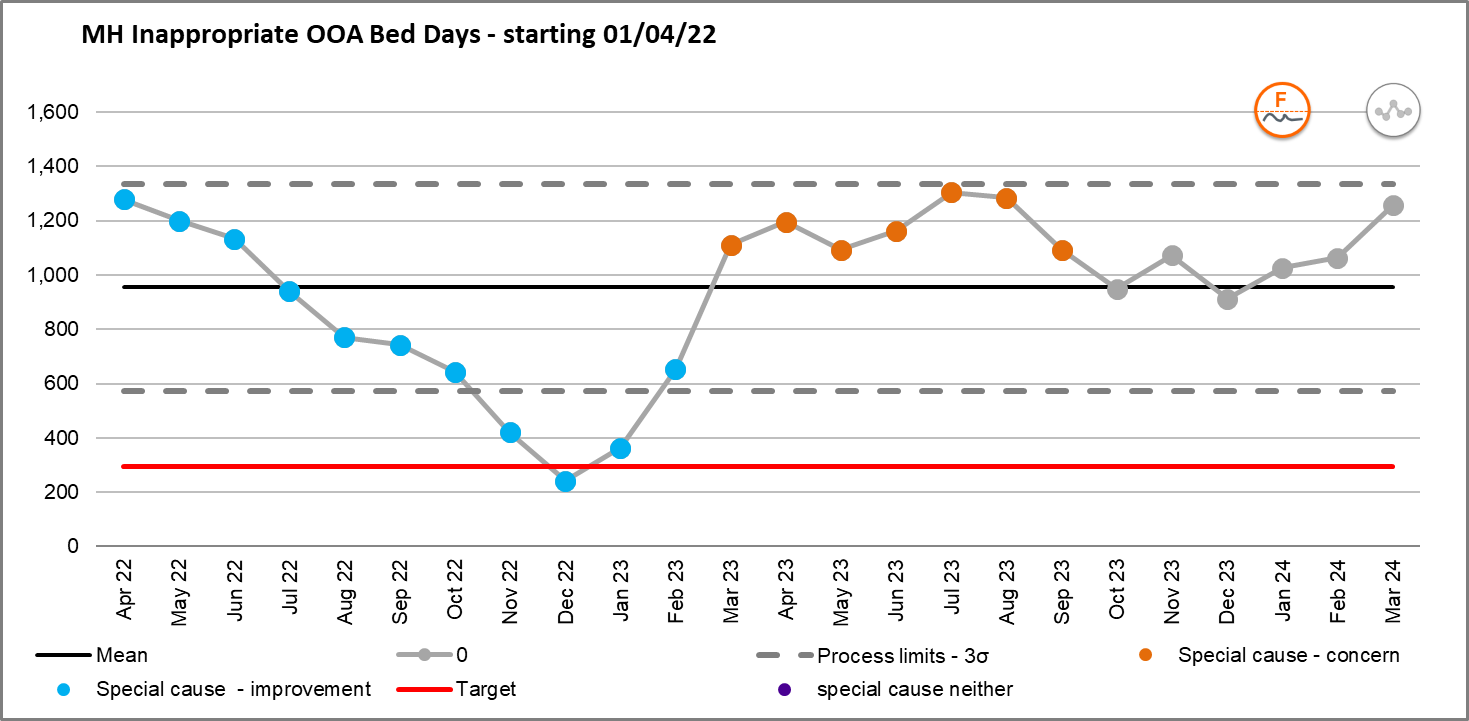 MH Inappropriate OOA Bed Days - starting 01/04/22
F
1,600
1,400
1,200
1,000
800
600
400
200
0
Apr 22
May 22
Jun 22
Jul 22
Aug 22
Sep 22
Oct 22
Nov 22
Dec 22
Jan 23
Feb 23
Mar 23
Apr 23
May 23
Jun 23
Jul 23
Aug 23
Sep 23
Oct 23
Nov 23
Dec 23
Jan 24
Feb 24
Mar 24
Mean
0
Process limits - 3σ
Special cause - concern
Special cause - improvement
Target
special cause neither